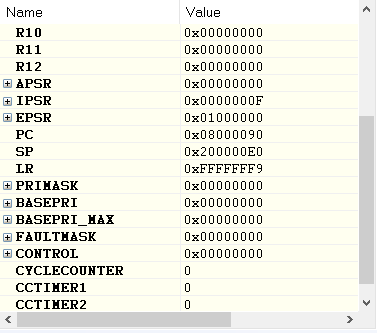 Name Value
R10 0x00000000
R11 0x00000000
R12 0x00000000
APSR 0x00000000
IPSR 0x0000000F
EPSR 0x01000000
PC 0x08000090
SP 0x200000E0
LR 0xFFFFFFF9
PRIMASK 0x00000000
BASEPRI 0x00000000
BASEPRI_MAX 0x00000000
FAULTMASK 0x00000000
CONTROL 0x00000000
CYCLECOUNTER 0
CCTIMER1 0
CCTIMER2 0